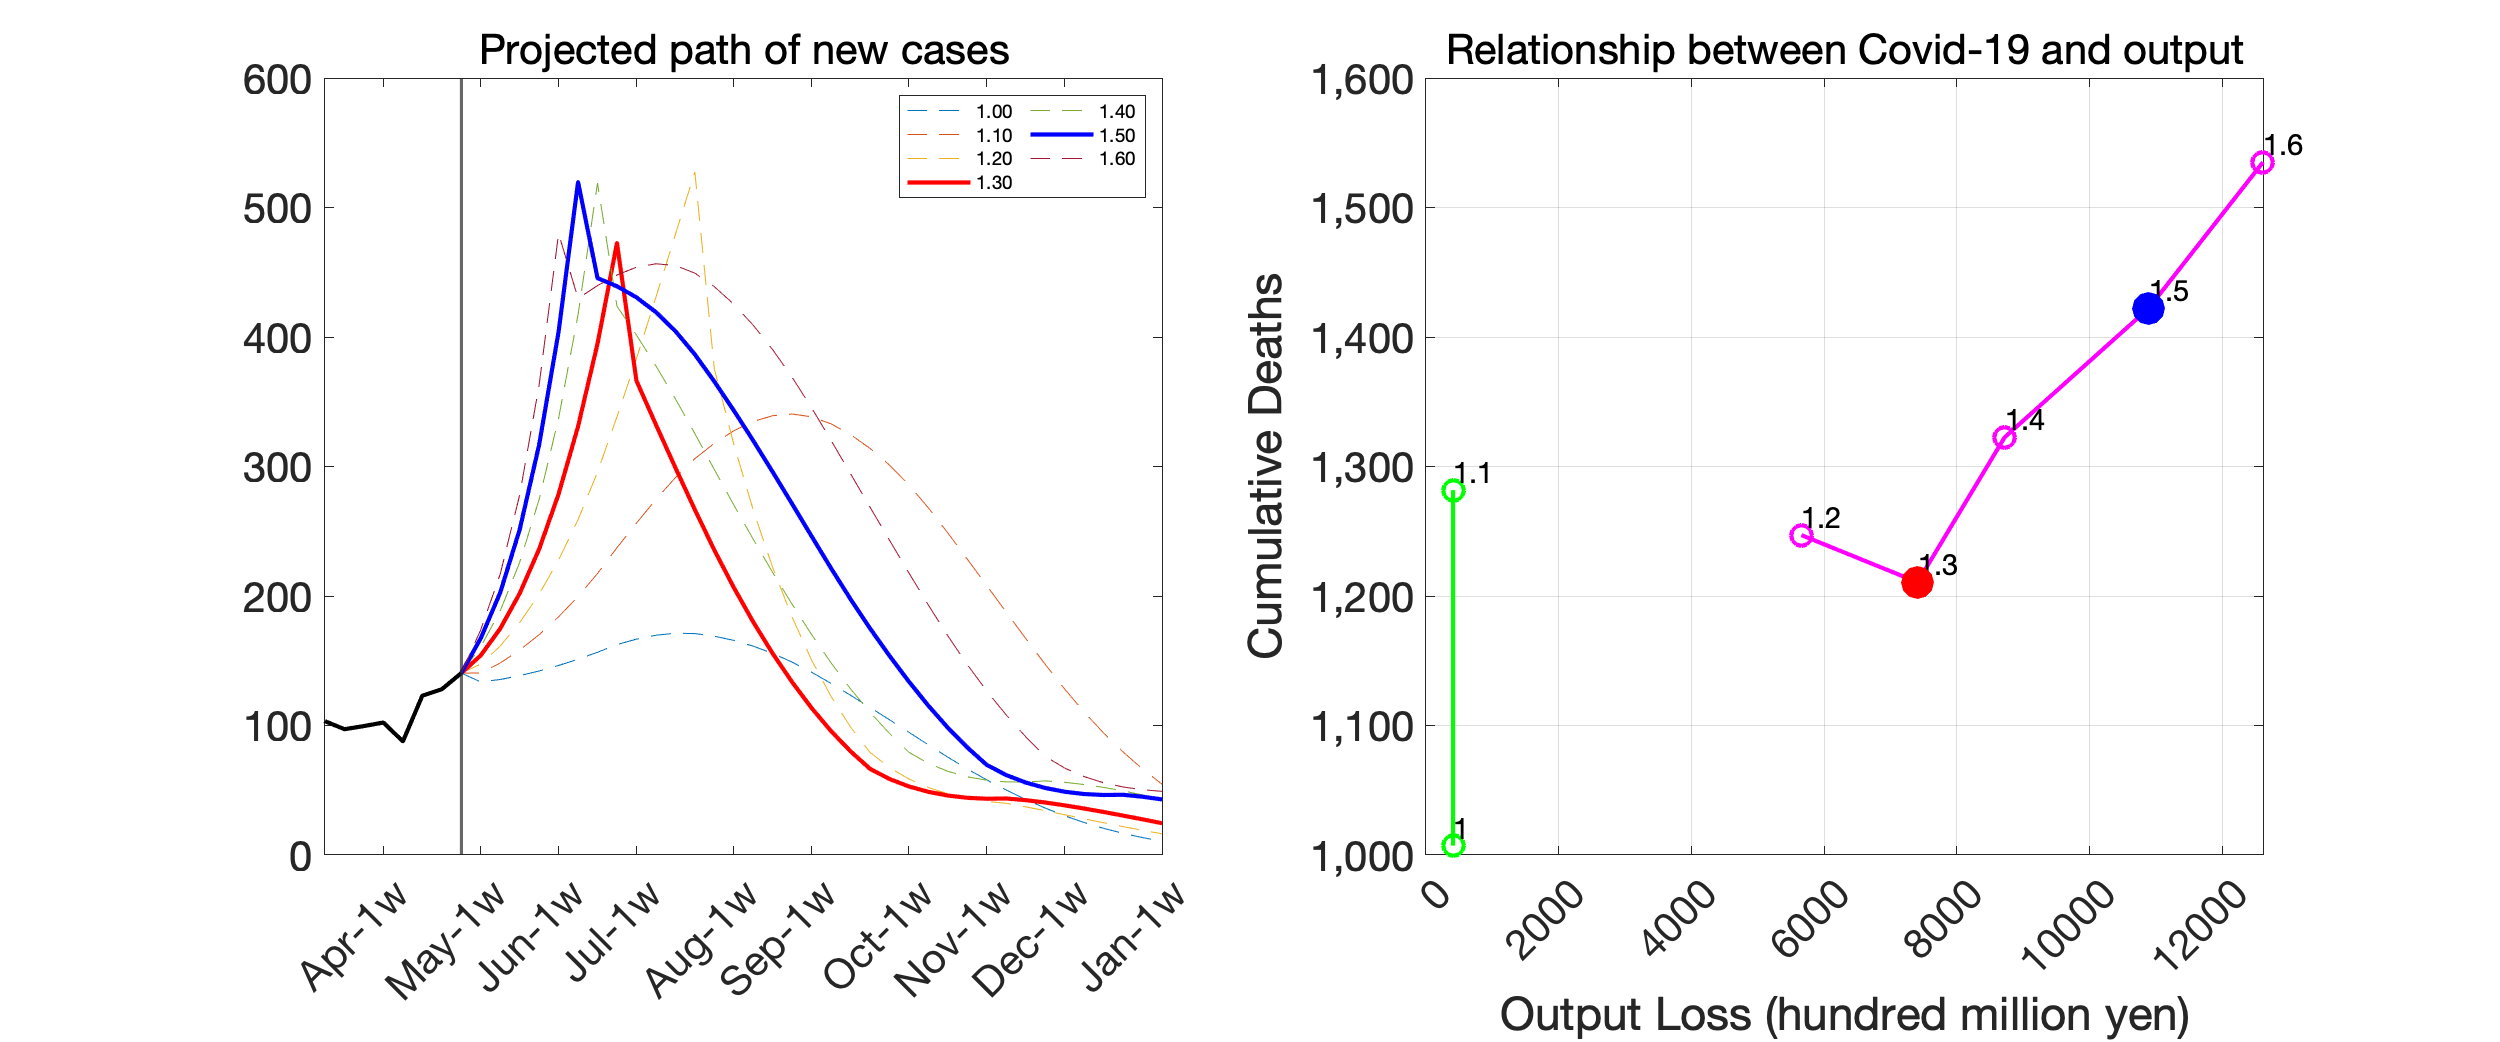 Projected path of new cases
600
500
400
300
200
100
0
1.00
1.10
1.20
1.30
1.40
1.50
1.60
Apr-1w
May-1w
Jun-1w
Jul-1w
Aug-1w
Sep-1w
Oct-1w
Nov-1w
Dec-1w
Jan-1w
Relationship between Covid-19 and output
Cumulative Deaths
1,600
1,500
1,400
1,300
1,200
1,100
1,000
1.6
1.5
1.4
1.1
1.2
1.3
1
0
2000
4000
6000
8000
10000
12000
Output Loss (hundred million yen)